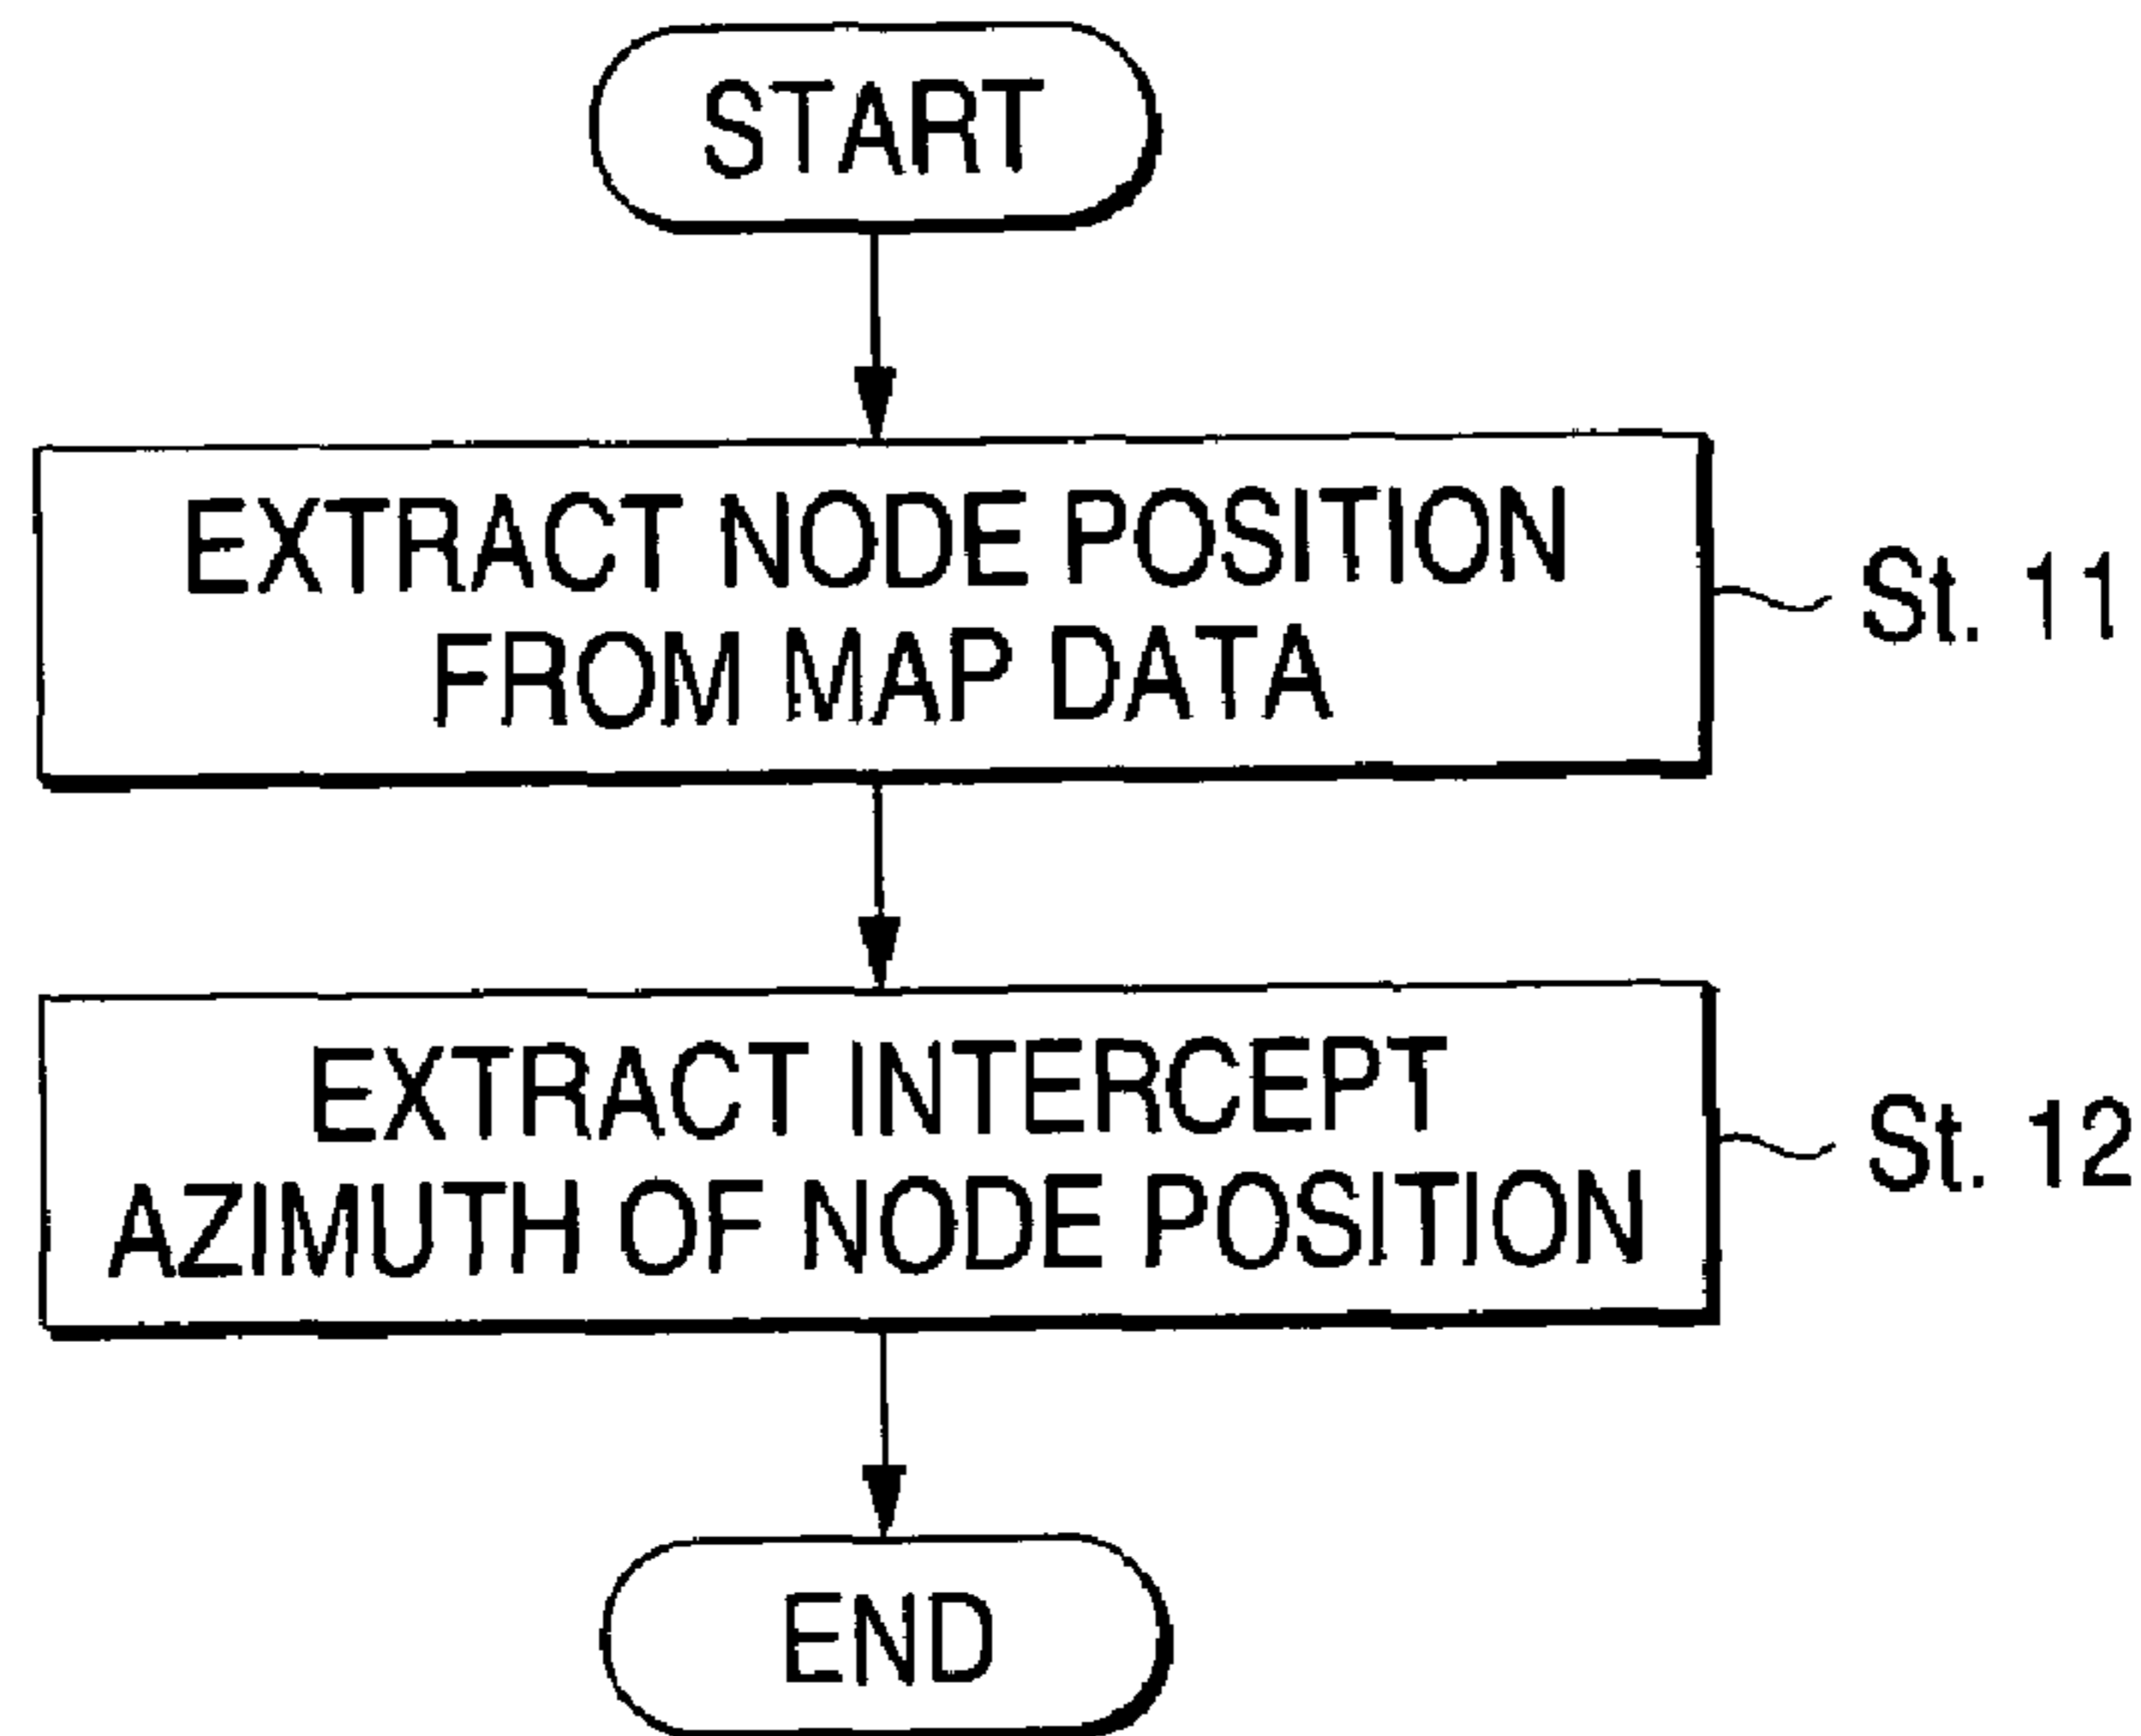 START
EXTRACT NODE POSITION
FROM MAP DATA
St. 11
EXTRACT INTERCEPT
AZIMUTH OF NODE POSITION
St. 12
END